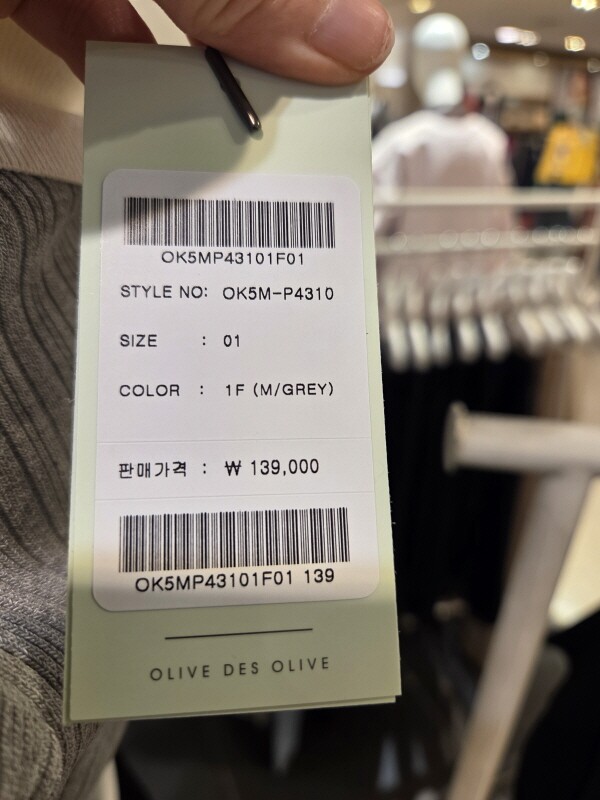 OK5MP43101F01
STYLE NO: OK5M-P4310
SIZE : 01
COLOR : 1F (M/GREY)
판매가격 : ₩ 139,000
OK5MP43101F01 139
OLIVE DES OLIVE